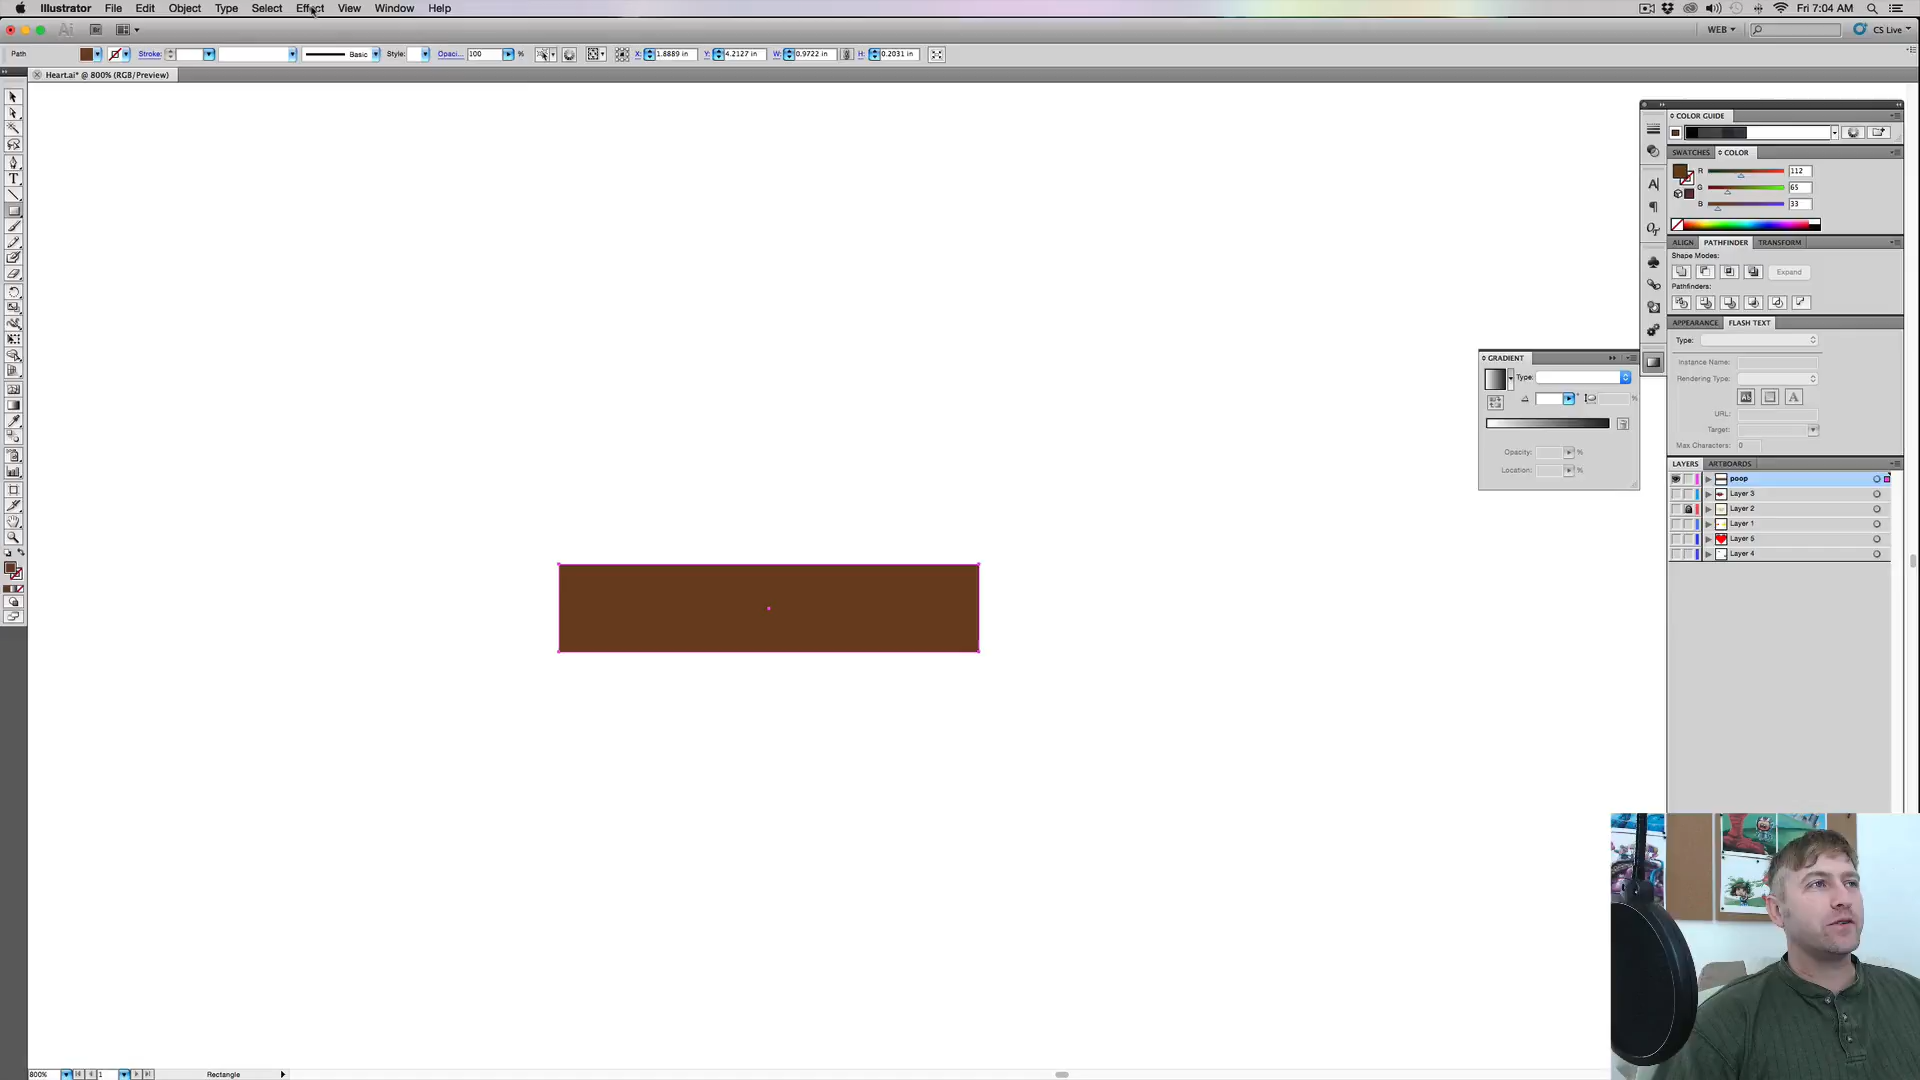 Illustrator File Edit Object Type Select Effect View Window Help Fri 7:04 AM
Ai WEB CS Live
Path Stroke: Basic Style: Opaci... 100 % X: 1.8889 in Y: 4.2127 in W: 0.9722 in H: 0.2031 in
Heart.ai* @ 800% (RGB/Preview)
COLOR GUIDE
SWATCHES COLOR
R 112
G 65
B 33
ALIGN PATHFINDER TRANSFORM
Shape Modes:
Expand
Pathfinders:
APPEARANCE FLASH TEXT
Type:
Instance Name:
Rendering Type:
URL:
Target:
Max Characters: 0
GRADIENT
Type:
%
Opacity: %
Location: %
LAYERS ARTBOARDS
poop
Layer 3
Layer 2
Layer 1
Layer 5
Layer 4
800% 1 Rectangle